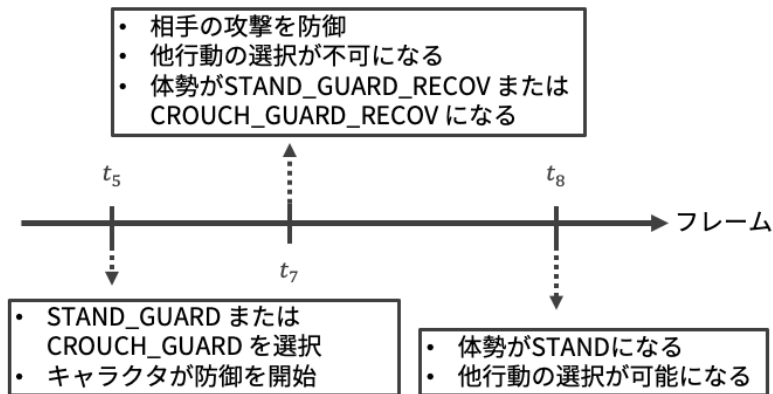 • 相手の攻撃を防御
• 他行動の選択が不可になる
• 体勢がSTAND_GUARD_RECOV または
CROUCH_GUARD_RECOV になる
t₅
t₈
フレーム
t₇
• STAND_GUARD または
CROUCH_GUARD を選択
• キャラクタが防御を開始
• 体勢がSTANDになる
• 他行動の選択が可能になる